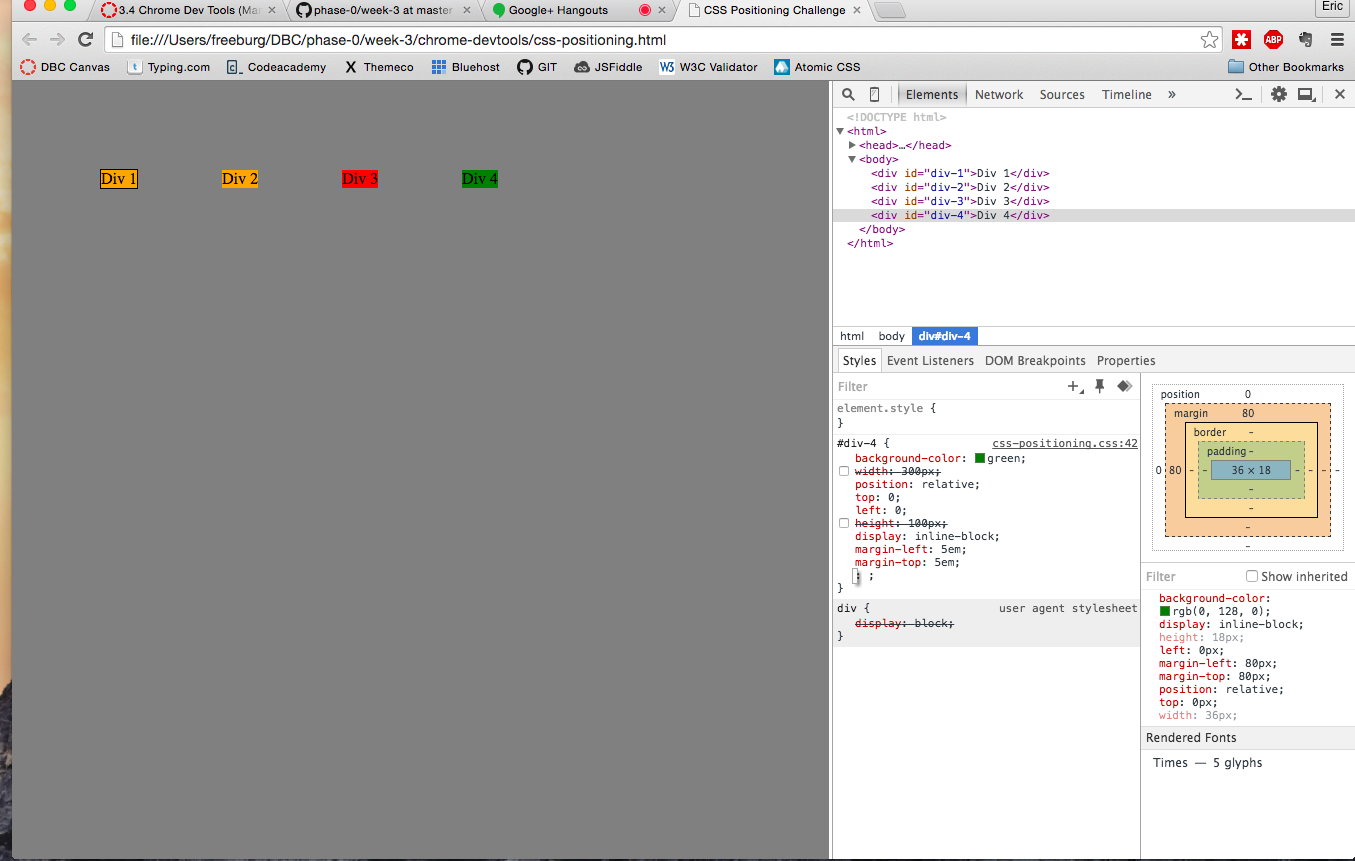 3.4 Chrome Dev Tools (Ma
phase-0/week-3 at master
Google+ Hangouts
CSS Positioning Challenge
Eric
file:///Users/freeburg/DBC/phase-0/week-3/chrome-devtools/css-positioning.html
ABP
DBC Canvas
t Typing.com
C_ Codeacademy
X Themeco
Bluehost
GIT
JSFiddle
W3 W3C Validator
Atomic CSS
Other Bookmarks
Div 1
Div 2
Div 3
Div 4
Elements Network Sources Timeline »
<!DOCTYPE html>
<html>
<head>…</head>
<body>
<div id="div-1">Div 1</div>
<div id="div-2">Div 2</div>
<div id="div-3">Div 3</div>
<div id="div-4">Div 4</div>
</body>
</html>
html body div#div-4
Styles Event Listeners DOM Breakpoints Properties
Filter
element.style {
}
#div-4 { css-positioning.css:42
background-color: green;
width: 300px;
position: relative;
top: 0;
left: 0;
height: 100px;
display: inline-block;
margin-left: 5em;
margin-top: 5em;
: ;
}
div { user agent stylesheet
display: block;
}
position 0
margin 80
border -
padding -
0 80 - - 36 × 18 - - - -
-
-
-
-
Filter Show inherited
background-color:
rgb(0, 128, 0);
display: inline-block;
height: 18px;
left: 0px;
margin-left: 80px;
margin-top: 80px;
position: relative;
top: 0px;
width: 36px;
Rendered Fonts
Times — 5 glyphs